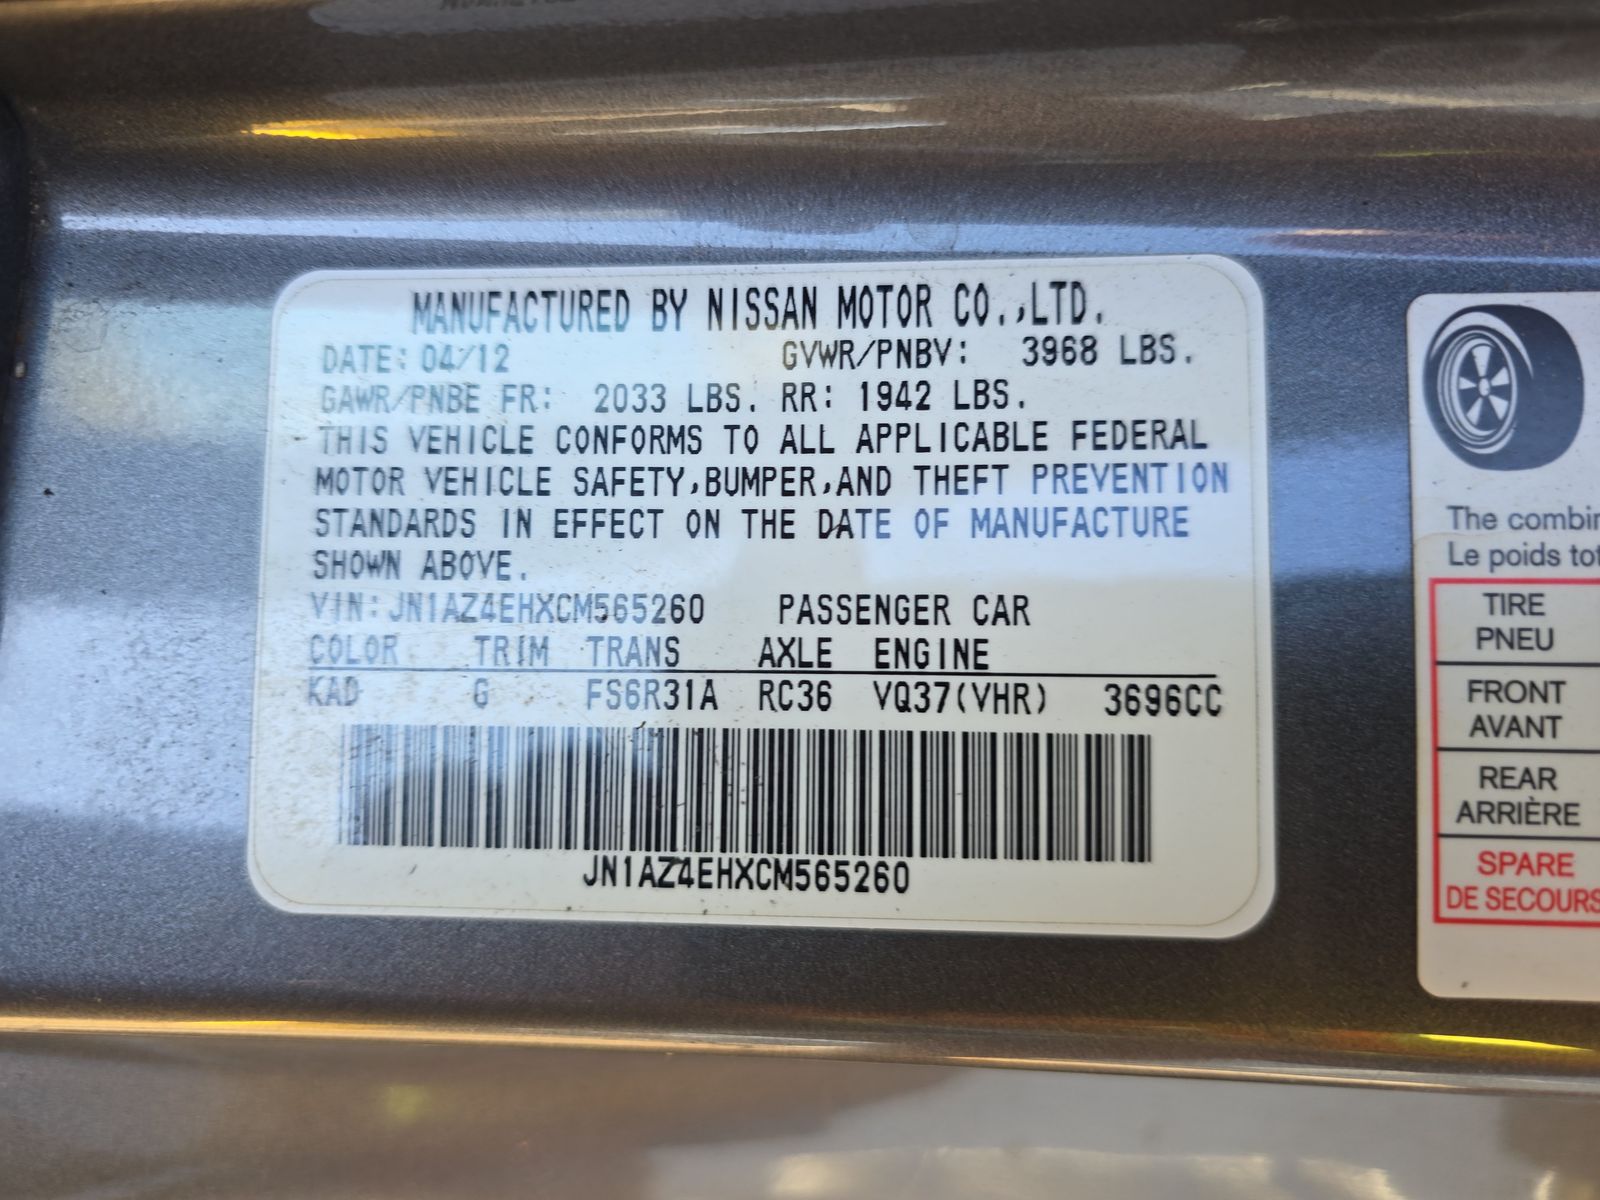 MANUFACTURED BY NISSAN MOTOR CO.,LTD.
DATE: 04/12 GVWR/PNBV: 3968 LBS.
GAWR/PNBE FR: 2033 LBS. RR: 1942 LBS.
THIS VEHICLE CONFORMS TO ALL APPLICABLE FEDERAL
MOTOR VEHICLE SAFETY,BUMPER,AND THEFT PREVENTION
STANDARDS IN EFFECT ON THE DATE OF MANUFACTURE
SHOWN ABOVE.
VIN:JN1AZ4EHXCM565260 PASSENGER CAR
COLOR TRIM TRANS AXLE ENGINE
KAD G FS6R31A RC36 VQ37(VHR) 3696CC
JN1AZ4EHXCM565260
The combin
Le poids tot
TIRE
PNEU
FRONT
AVANT
REAR
ARRIÈRE
SPARE
DE SECOURS